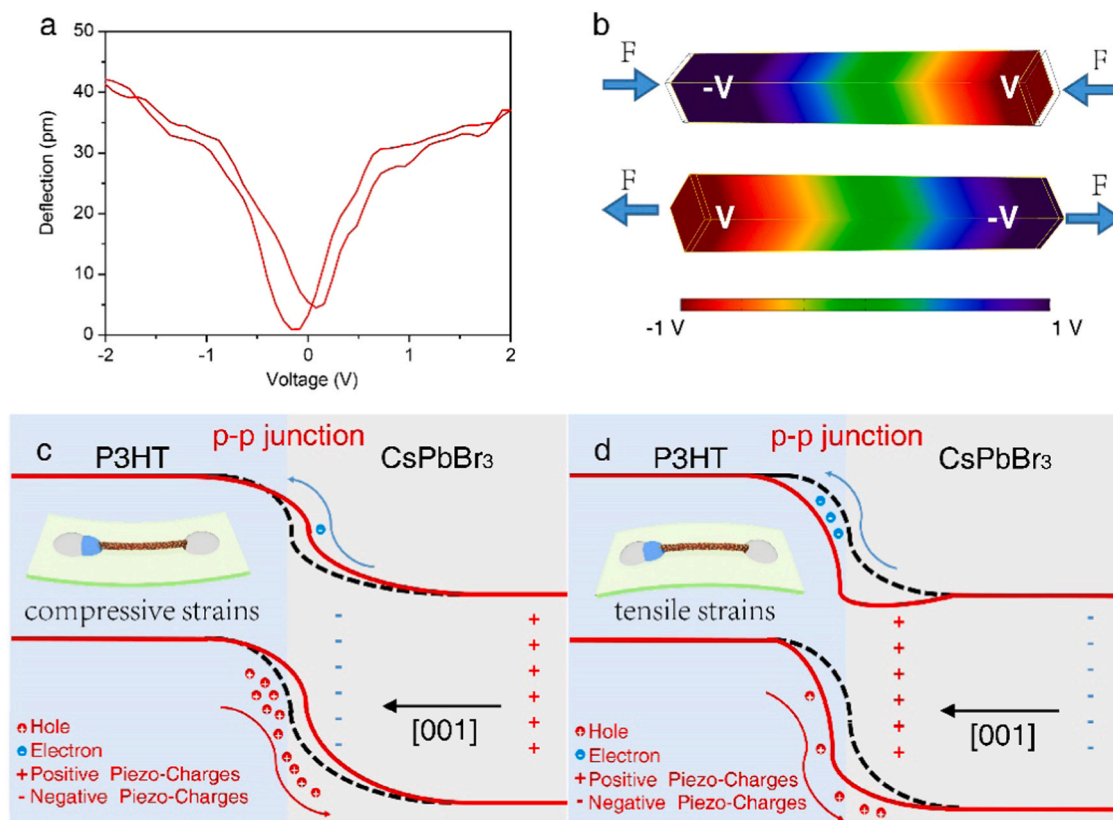 a
50
40
30
20
10
0
Deflection (pm)
-2
-1
0
1
2
Voltage (V)
b
F
-V
V
F
F
V
-V
F
-1 V
1 V
c
p-p junction
P3HT
CsPbBr3
compressive strains
[001]
Hole
Electron
+ Positive Piezo-Charges
- Negative Piezo-Charges
d
p-p junction
P3HT
CsPbBr3
tensile strains
[001]
Hole
Electron
+ Positive Piezo-Charges
- Negative Piezo-Charges